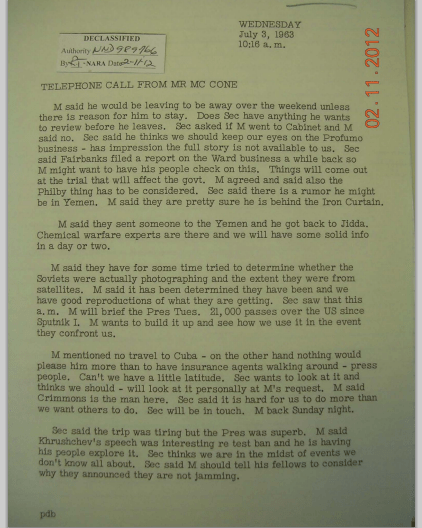 WEDNESDAY
July 3, 1963
10:16 a.m.
DECLASSIFIED
Authority NND 989766
By -NARA Date 2-11-12
02.11.2012
TELEPHONE CALL FROM MR MC CONE
M said he would be leaving to be away over the weekend unless
there is reason for him to stay. Does Sec have anything he wants
to review before he leaves. Sec asked if M went to Cabinet and M
said no. Sec said he thinks we should keep our eyes on the Profumo
business - has impression the full story is not available to us. Sec
said Fairbanks filed a report on the Ward business a while back so
M might want to have his people check on this. Things will come out
at the trial that will affect the govt. M agreed and said also the
Philby thing has to be considered. Sec said there is a rumor he might
be in Yemen. M said they are pretty sure he is behind the Iron Curtain.
M said they sent someone to the Yemen and he got back to Jidda.
Chemical warfare experts are there and we will have some solid info
in a day or two.
M said they have for some time tried to determine whether the
Soviets were actually photographing and the extent they were from
satellites. M said it has been determined they have been and we
have good reproductions of what they are getting. Sec saw that this
a.m. M will brief the Pres Tues. 21,000 passes over the US since
Sputnik I. M wants to build it up and see how we use it in the event
they confront us.
M mentioned no travel to Cuba - on the other hand nothing would
please him more than to have insurance agents walking around - press
people. Can't we have a little latitude. Sec wants to look at it and
thinks we should - will look at it personally at M's request. M said
Crimmons is the man here. Sec said it is hard for us to do more than
we want others to do. Sec will be in touch. M back Sunday night.
Sec said the trip was tiring but the Pres was superb. M said
Khrushchev's speech was interesting re test ban and he is having
his people explore it. Sec thinks we are in the midst of events we
don't know all about. Sec said M should tell his fellows to consider
why they announced they are not jamming.
pdb